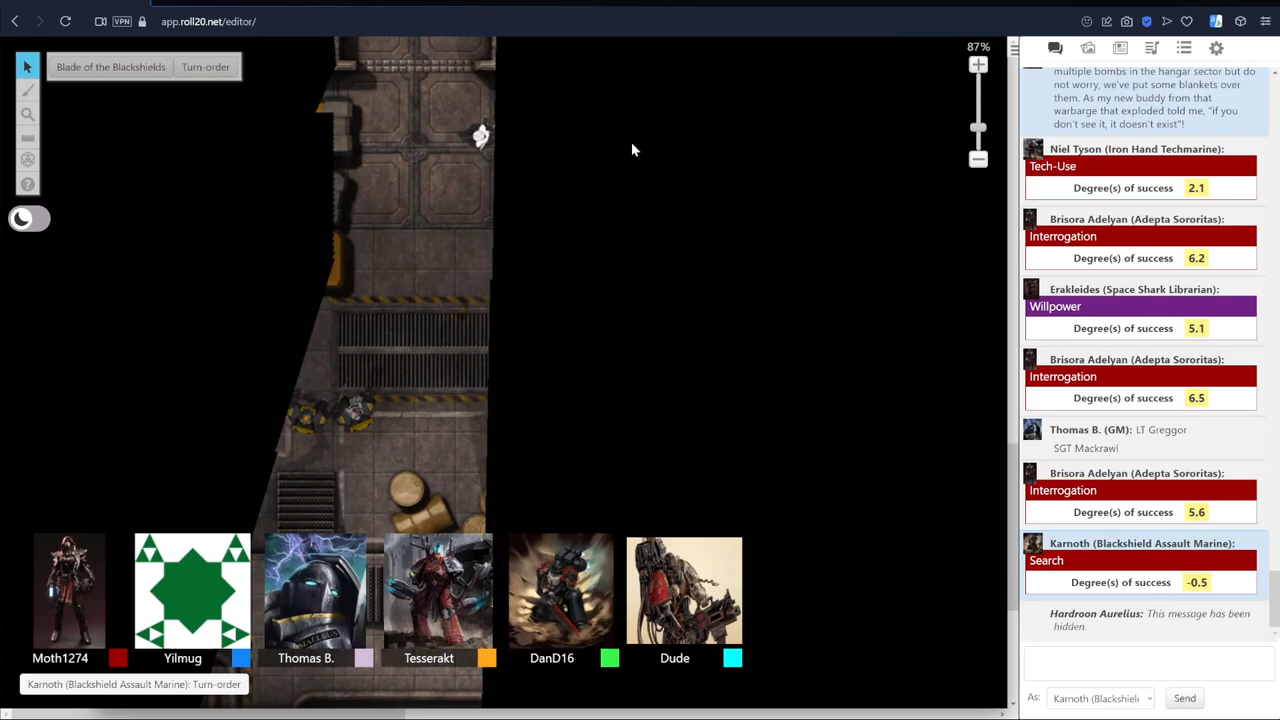 VPN
app.roll20.net/editor/
Blade of the Blackshields
Turn-order
87%
multiple bombs in the hangar sector but do
not worry, we've put some blankets over
them. As my new buddy from that
warbarge that exploded told me, "if you
don't see it, it doesn't exist"!
Niel Tyson (Iron Hand Techmarine):
Tech-Use
Degree(s) of success 2.1
Brisora Adelyan (Adepta Sororitas):
Interrogation
Degree(s) of success 6.2
Erakleides (Space Shark Librarian):
Willpower
Degree(s) of success 5.1
Brisora Adelyan (Adepta Sororitas):
Interrogation
Degree(s) of success 6.5
Thomas B. (GM): LT Greggor
SGT Mackrawl
Brisora Adelyan (Adepta Sororitas):
Interrogation
Degree(s) of success 5.6
Karnoth (Blackshield Assault Marine):
Search
Degree(s) of success -0.5
Hardroon Aurelius: This message has been
hidden.
Moth1274
Yilmug
Thomas B.
Tesserakt
DanD16
Dude
Karnoth (Blackshield Assault Marine): Turn-order
As:
Karnoth (Blackshiel
Send